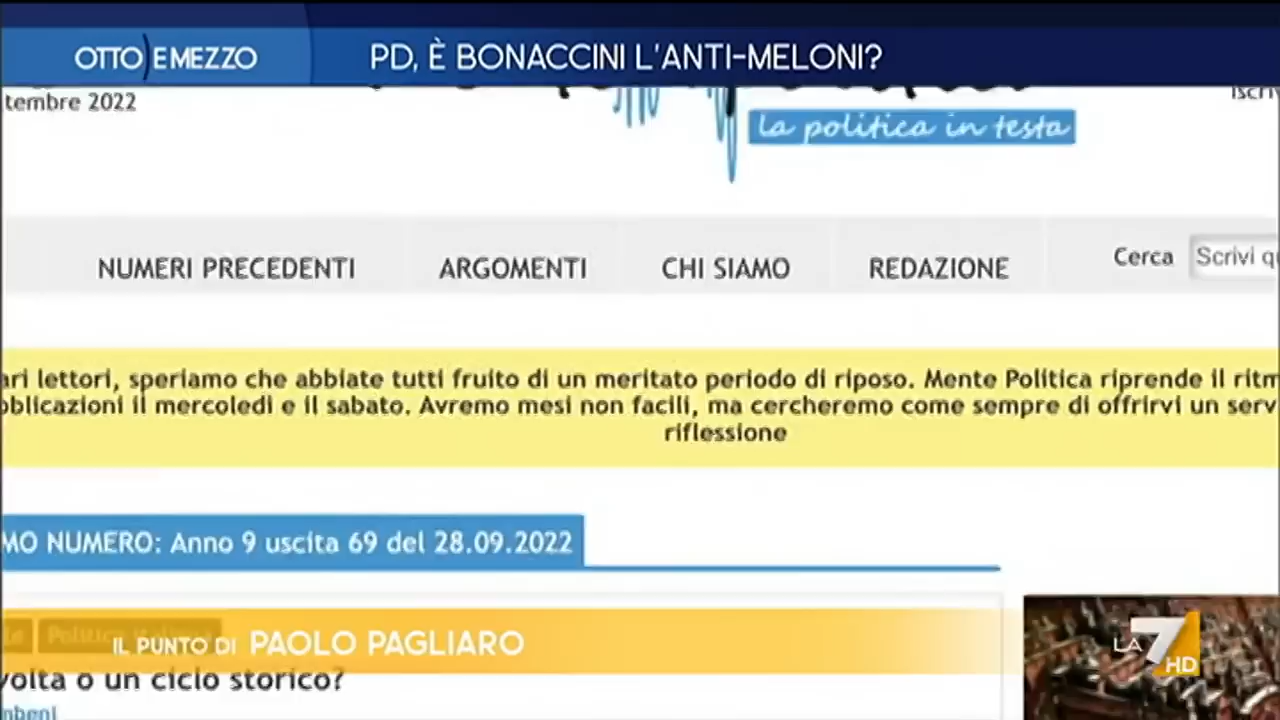 OTTO E MEZZO
PD, È BONACCINI L'ANTI-MELONI?
tembre 2022
la politica in testa
NUMERI PRECEDENTI
ARGOMENTI
CHI SIAMO
REDAZIONE
Cerca
Scrivi qu
ari lettori, speriamo che abbiate tutti fruito di un meritato periodo di riposo. Mente Politica riprende il ritm
bblicazioni il mercoledì e il sabato. Avremo mesi non facili, ma cercheremo come sempre di offrirvi un serv
riflessione
MO NUMERO: Anno 9 uscita 69 del 28.09.2022
IL PUNTO DI PAOLO PAGLIARO
volta o un ciclo storico?
mbeni
LA 7 HD